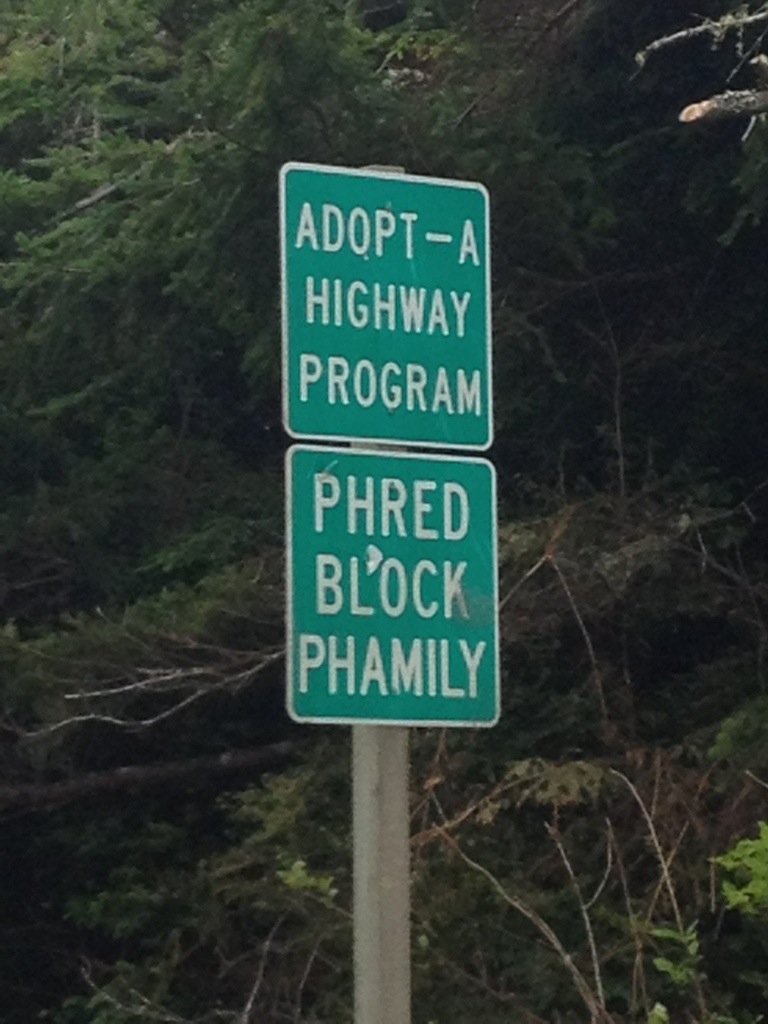 ADOPT-A
HIGHWAY
PROGRAM
PHRED
BLOCK
PHAMILY